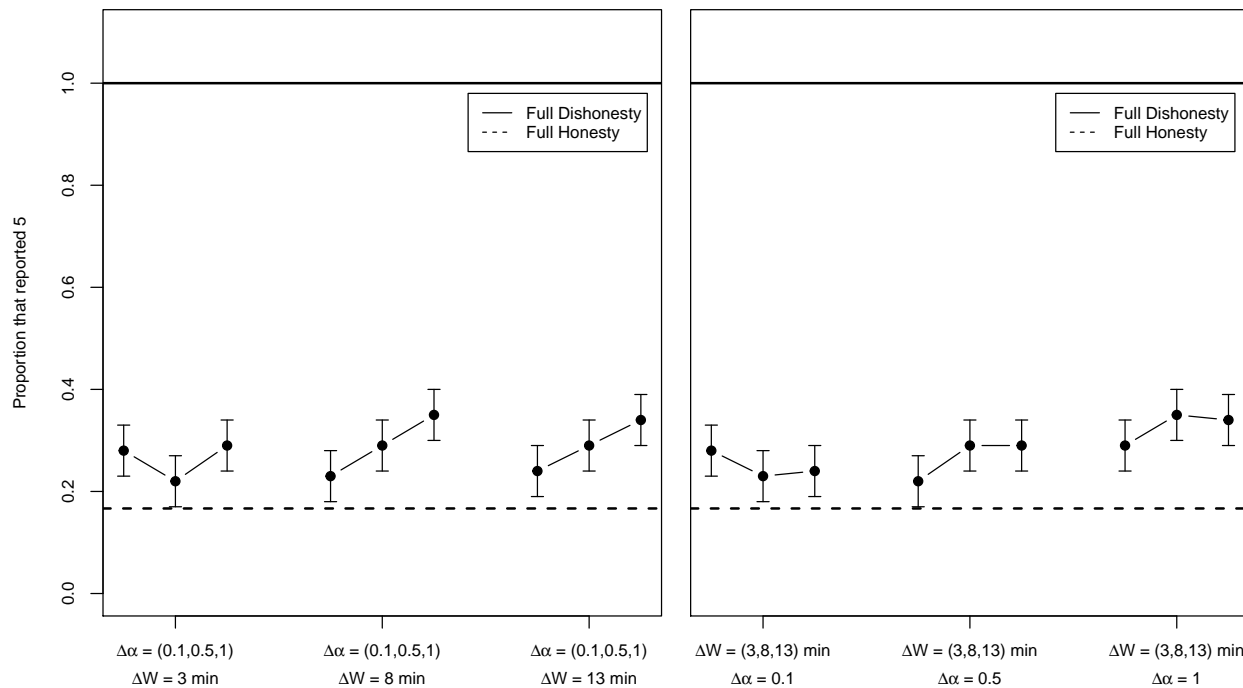 Proportion that reported 5
1.0
0.8
0.6
0.4
0.2
0.0
Full Dishonesty
Full Honesty
Δα = (0.1,0.5,1)
ΔW = 3 min
Δα = (0.1,0.5,1)
ΔW = 8 min
Δα = (0.1,0.5,1)
ΔW = 13 min
Full Dishonesty
Full Honesty
ΔW = (3,8,13) min
Δα = 0.1
ΔW = (3,8,13) min
Δα = 0.5
ΔW = (3,8,13) min
Δα = 1